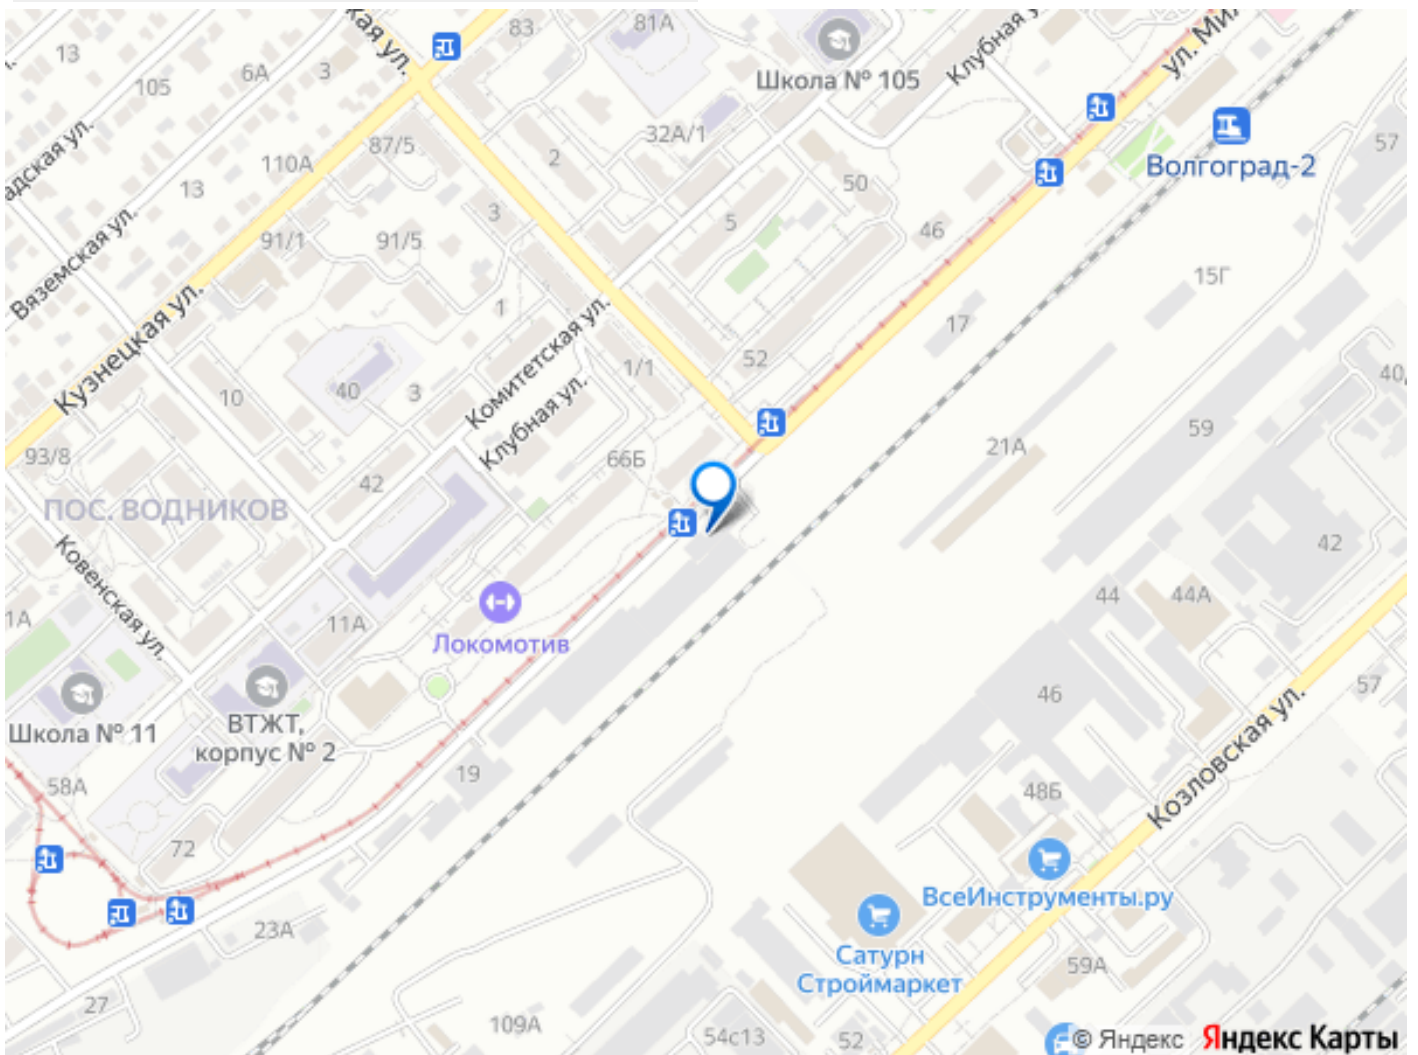 83
81А
13
6А
3
105
Школа № 105
Клубная у
ул. Ми
кая ул.
87/5
110А
2
32А/1
Волгоград-2
57
адская ул.
13
50
3
5
46
Вяземская ул.
91/1
91/5
15Г
1
17
Кузнецкая ул.
Комитетская ул.
52
1/1
40
3
10
40
Клубная ул.
59
93/8
66Б
21А
42
ПОС. ВОДНИКОВ
42
Ковенская ул.
44
44А
1А
11А
Локомотив
57
46
Школа № 11
ВТЖТ,
корпус № 2
Козловская ул.
58А
19
48Б
72
ВсеИнструменты.ру
23А
Сатурн
Строймаркет
59А
27
109А
54с13
52
© Яндекс Яндекс Карты